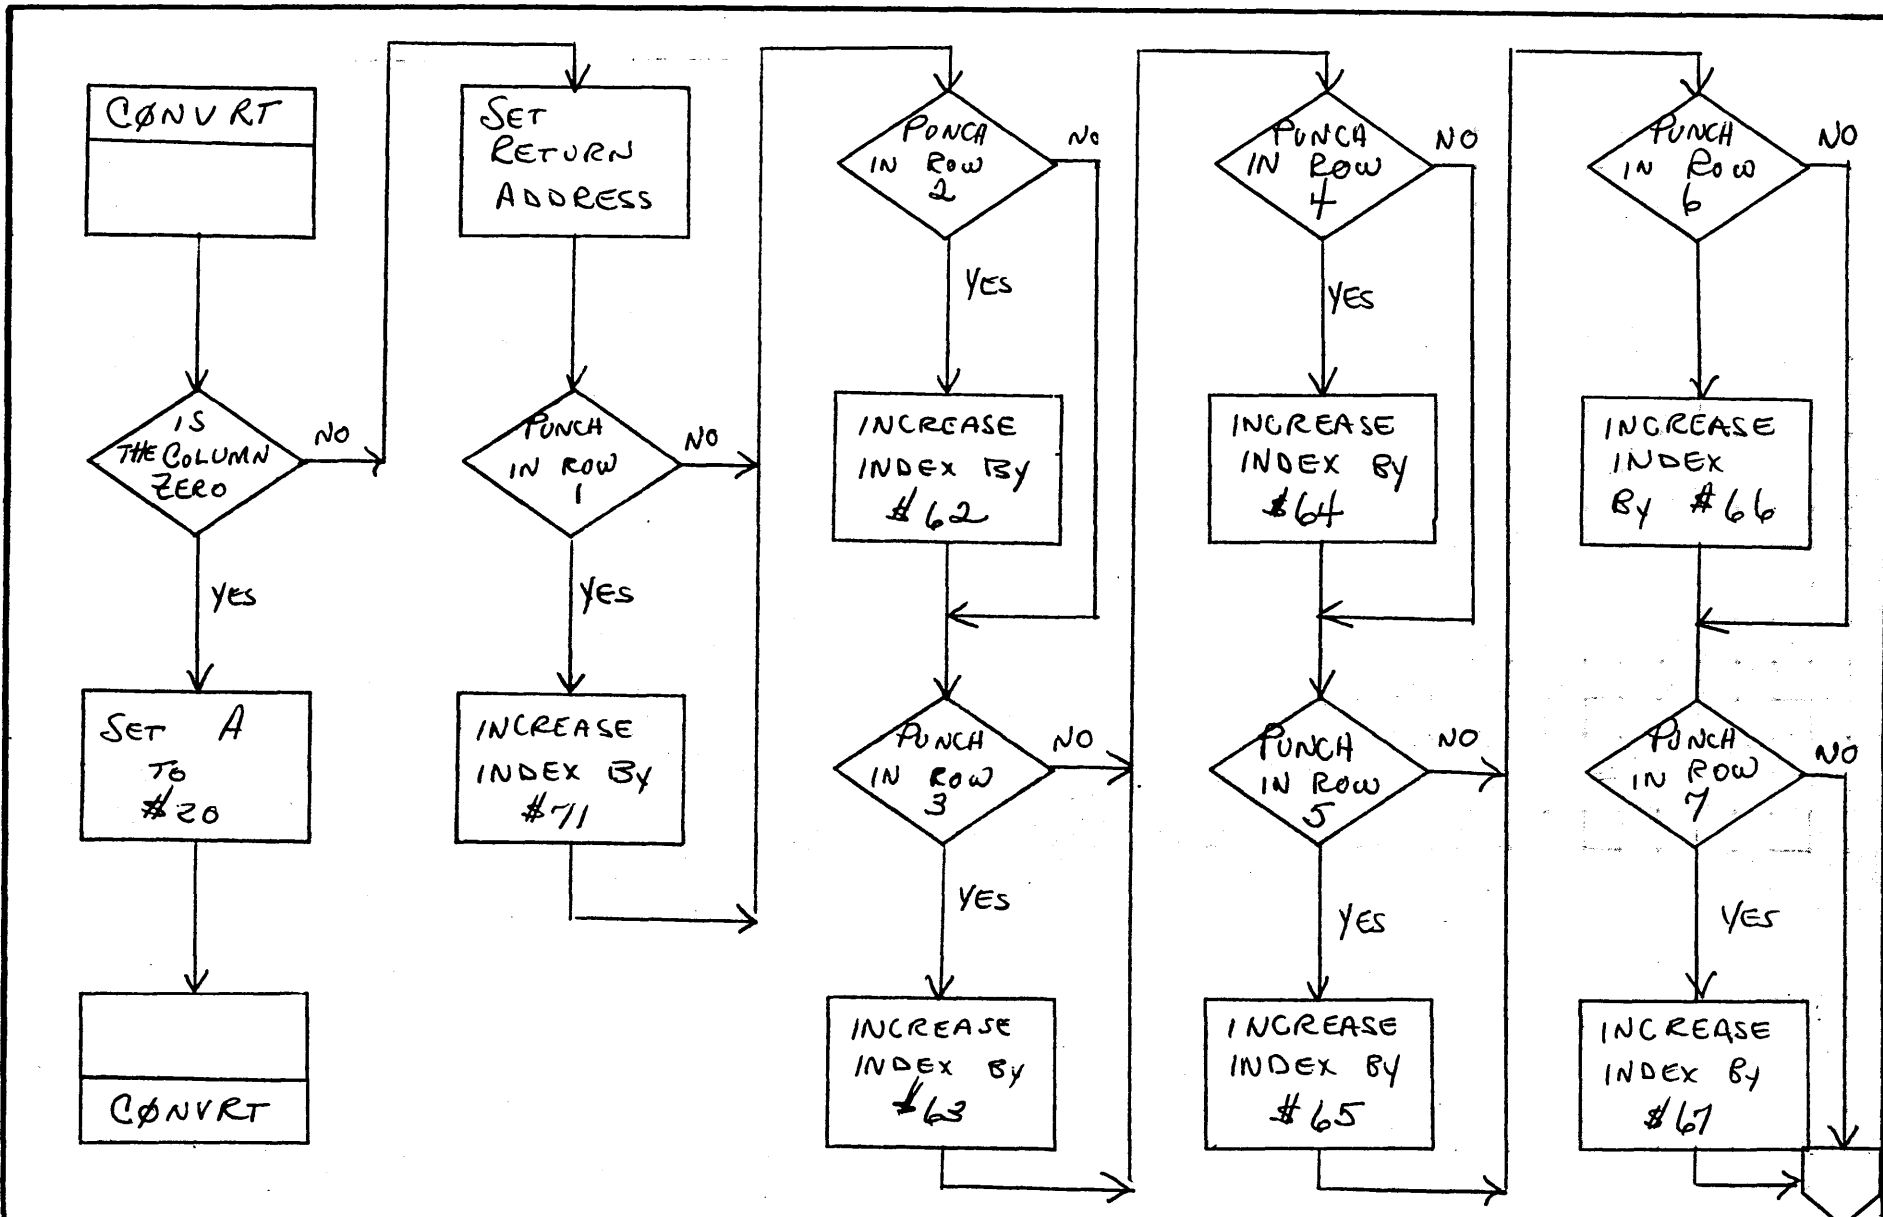 CØNVRT
IS
THE COLUMN
ZERO
NO
YES
SET A
TO
#20
CØNVRT
SET
RETURN
ADDRESS
PUNCH
IN ROW
1
NO
YES
INCREASE
INDEX BY
#71
PUNCH
IN ROW
2
NO
YES
INCREASE
INDEX BY
#62
PUNCH
IN ROW
3
NO
YES
INCREASE
INDEX BY
#63
PUNCH
IN ROW
4
NO
YES
INCREASE
INDEX BY
#64
PUNCH
IN ROW
5
NO
YES
INCREASE
INDEX BY
#65
PUNCH
IN ROW
6
NO
INCREASE
INDEX
BY #66
PUNCH
IN ROW
7
NO
YES
INCREASE
INDEX BY
#67